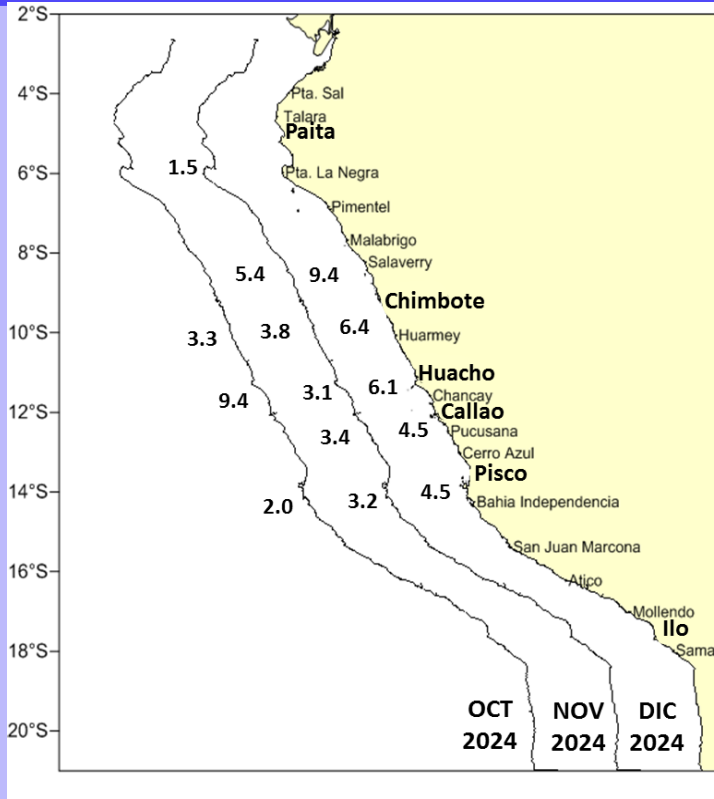 2°S
4°S
Pta. Sal
Talara
Paita
1.5
6°S
Pta. La Negra
Pimentel
Malabrigo
8°S
Salaverry
5.4
9.4
Chimbote
10°S
3.3
3.8
6.4
Huarmey
Huacho
9.4
3.1
6.1
Chancay
12°S
Callao
3.4
4.5
Pucusana
Cerro Azul
Pisco
14°S
2.0
3.2
4.5
Bahia Independencia
San Juan Marcona
16°S
Atico
Mollendo
Ilo
18°S
Sama
OCT
2024
NOV
2024
DIC
2024
20°S